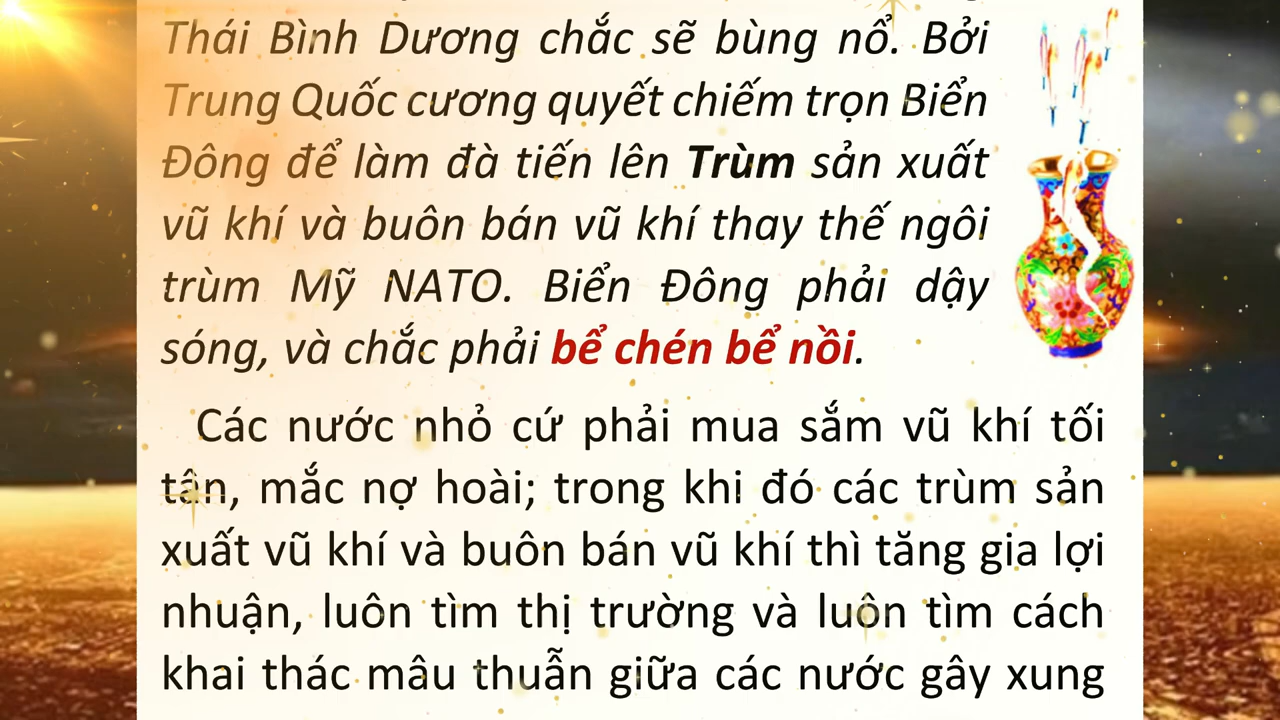 Thái Bình Dương chắc sẽ bùng nổ. Bởi
Trung Quốc cương quyết chiếm trọn Biển
Đông để làm đà tiến lên Trùm sản xuất
vũ khí và buôn bán vũ khí thay thế ngôi
trùm Mỹ NATO. Biển Đông phải dậy
sóng, và chắc phải bể chén bể nồi.
Các nước nhỏ cứ phải mua sắm vũ khí tối
tân, mắc nợ hoài; trong khi đó các trùm sản
xuất vũ khí và buôn bán vũ khí thì tăng gia lợi
nhuận, luôn tìm thị trường và luôn tìm cách
khai thác mâu thuẫn giữa các nước gây xung